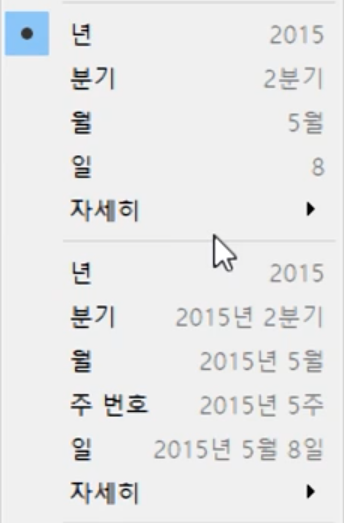 년 2015
분기 2분기
월 5월
일 8
자세히
년 2015
분기 2015년 2분기
월 2015년 5월
주 번호 2015년 5주
일 2015년 5월 8일
자세히